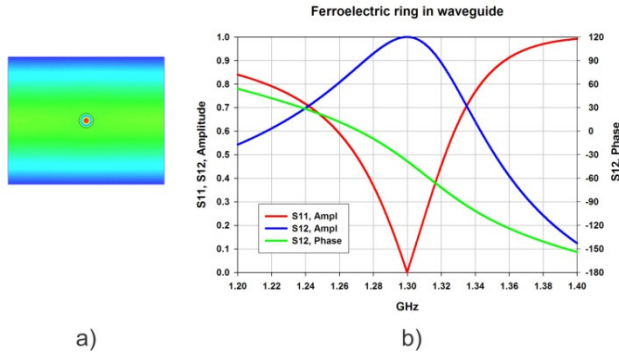 Ferroelectric ring in waveguide
S11, S12, Amplitude
1.0
0.9
0.8
0.7
0.6
0.5
0.4
0.3
0.2
0.1
0.0
120
90
60
30
0
-30
-60
-90
-120
-150
-180
S12, Phase
S11, Ampl
S12, Ampl
S12, Phase
1.20 1.22 1.24 1.26 1.28 1.30 1.32 1.34 1.36 1.38 1.40
GHz
a)
b)